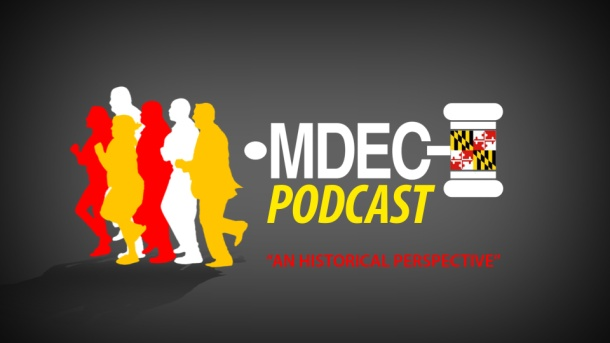 MDEC
PODCAST
"AN HISTORICAL PERSPECTIVE"